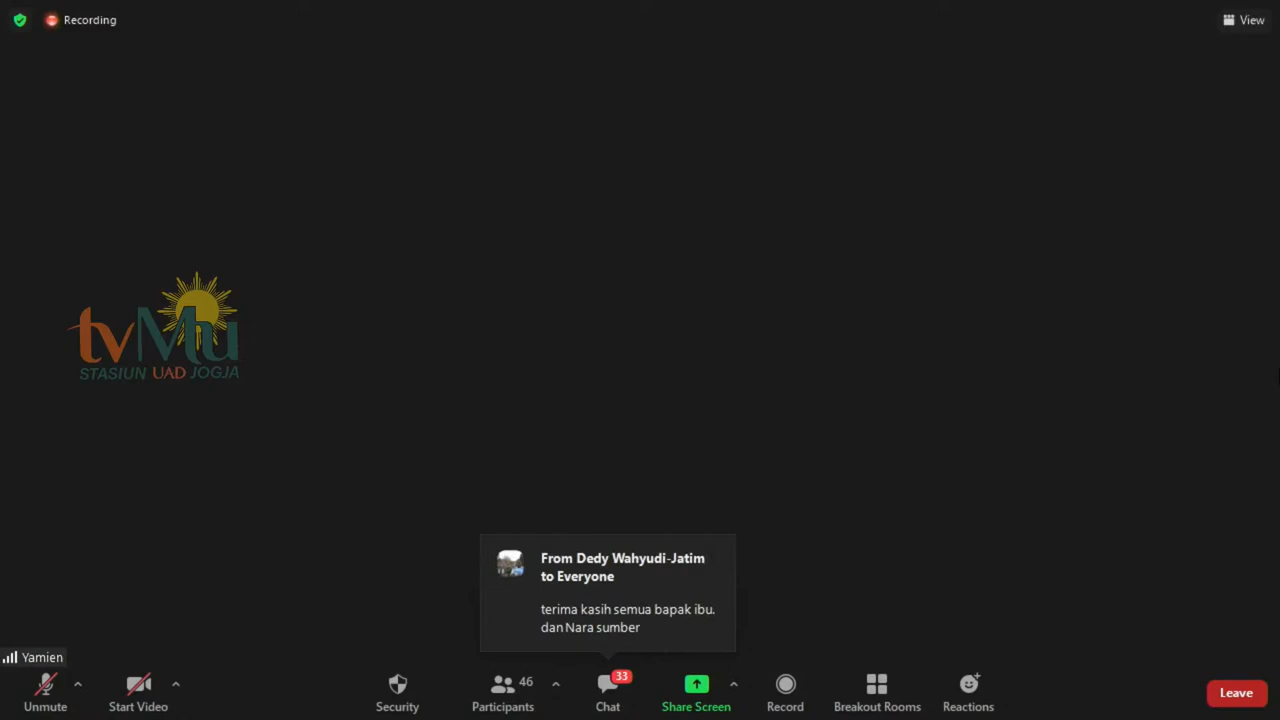 Recording
View
tvMu
STASIUN UAD JOGJA
From Dedy Wahyudi-Jatim
to Everyone
terima kasih semua bapak ibu.
dan Nara sumber
Yamien
46
33
Unmute
Start Video
Security
Participants
Chat
Share Screen
Record
Breakout Rooms
Reactions
Leave